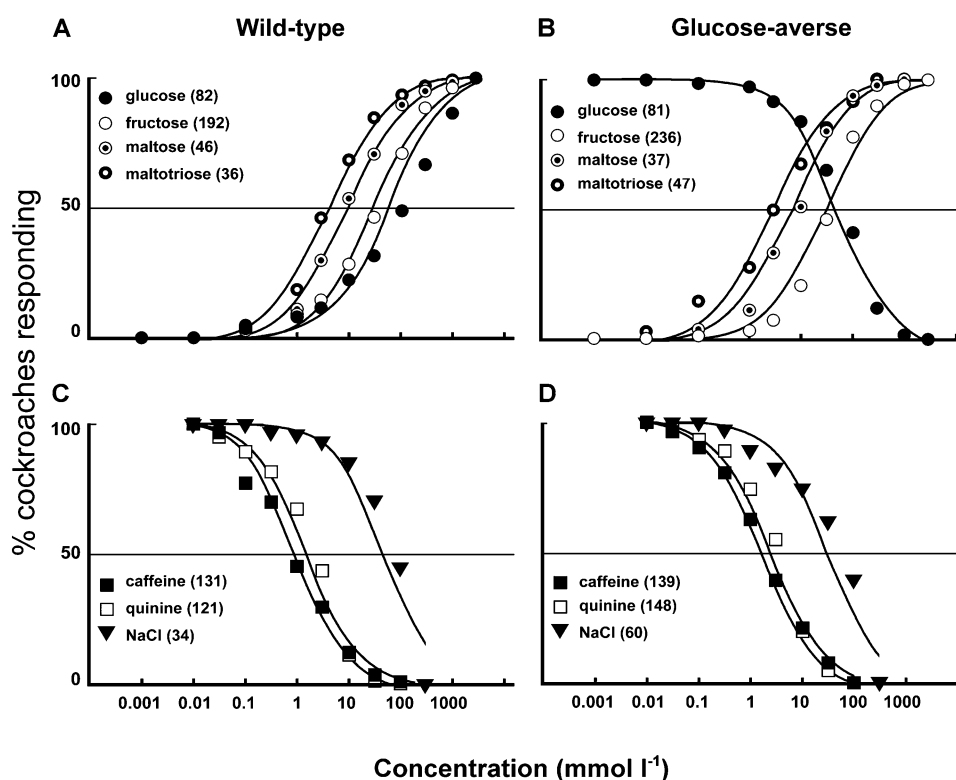 A
Wild-type
B
Glucose-averse
% cockroaches responding
100
50
0
glucose (82)
fructose (192)
maltose (46)
maltotriose (36)
glucose (81)
fructose (236)
maltose (37)
maltotriose (47)
C
D
100
50
0
caffeine (131)
quinine (121)
NaCl (34)
caffeine (139)
quinine (148)
NaCl (60)
0.001 0.01 0.1 1 10 100 1000
0.001 0.01 0.1 1 10 100 1000
Concentration (mmol l⁻¹)